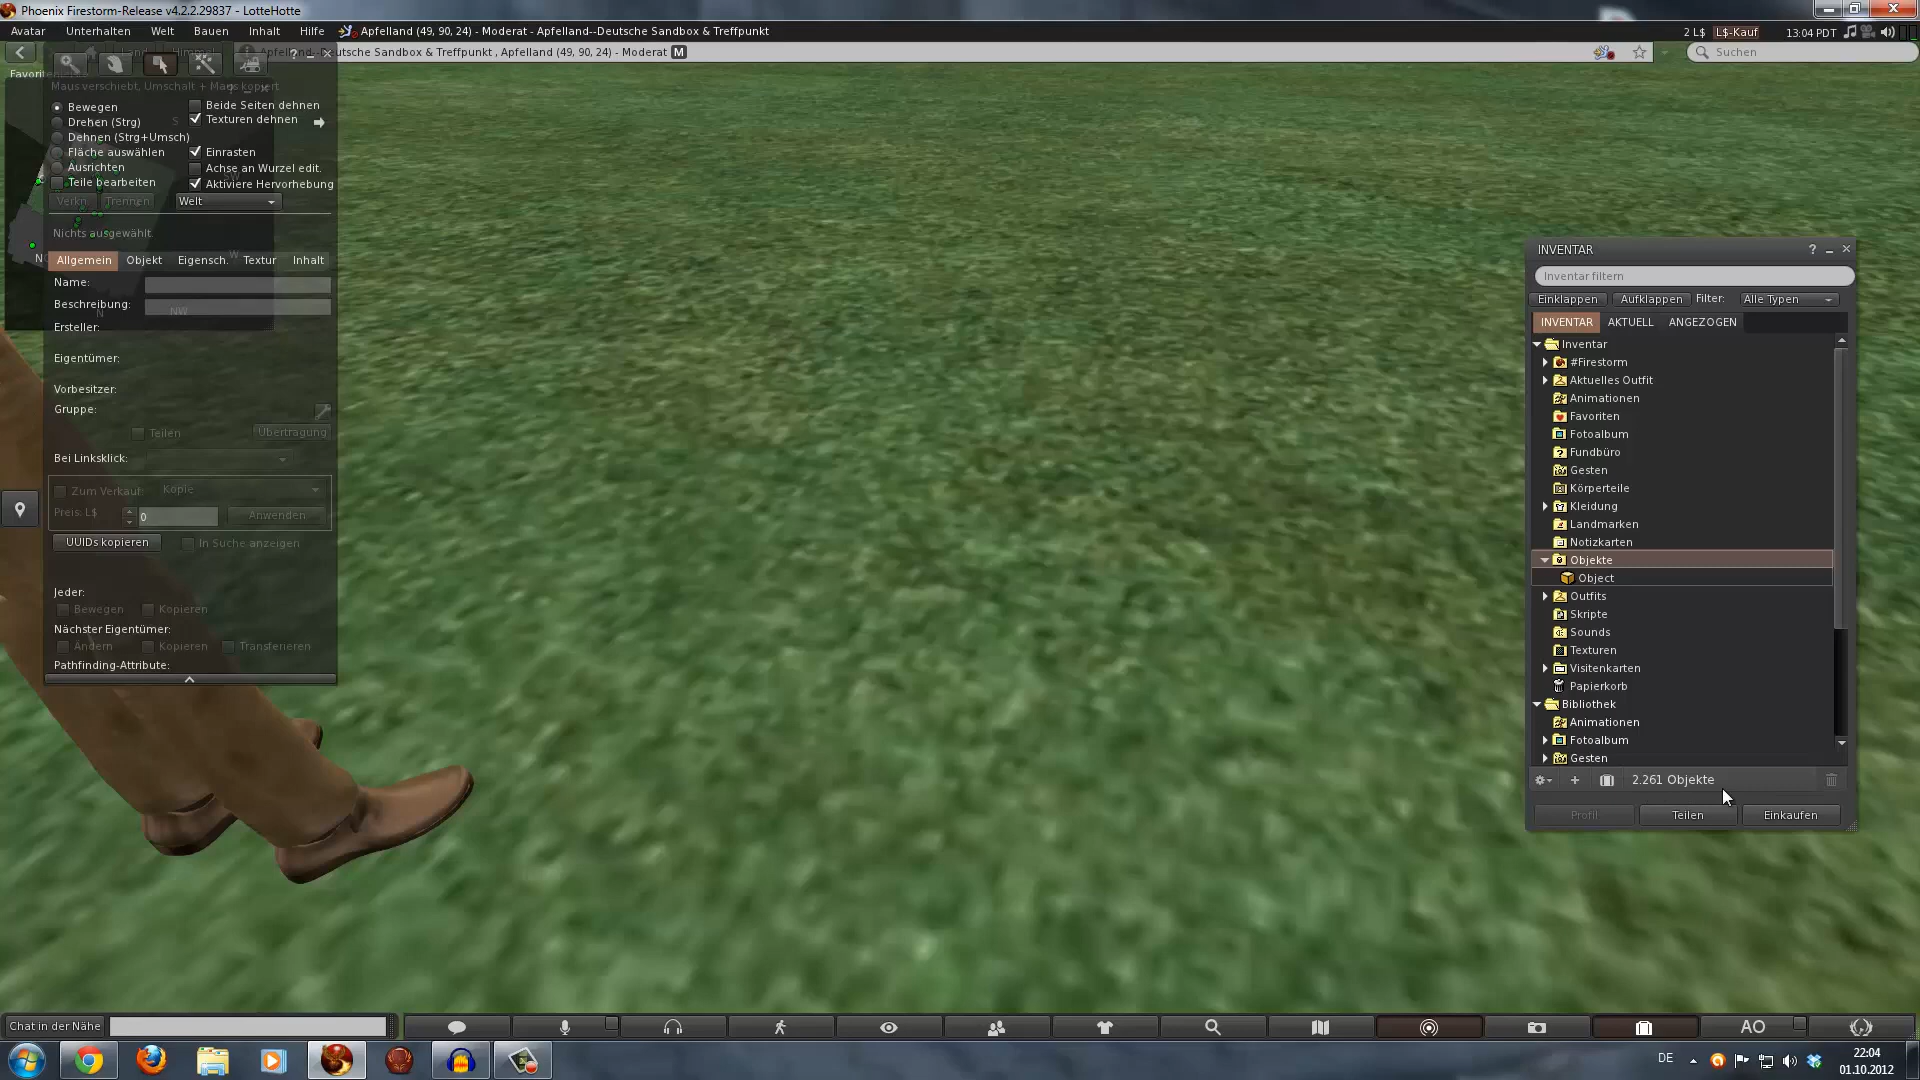 Phoenix Firestorm-Release v4.2.2.29837 - LotteHotte
Avatar Unterhalten Welt Bauen Inhalt Hilfe Apfelland (49, 90, 24) - Moderat - Apfelland--Deutsche Sandbox & Treffpunkt 2 L$ L$-Kauf 13:04 PDT
Apfelland--Deutsche Sandbox & Treffpunkt , Apfelland (49, 90, 24) - Moderat M Suchen
Maus verschiebt, Umschalt + Maus kopiert
Bewegen
Beide Seiten dehnen
Drehen (Strg)
Texturen dehnen
Dehnen (Strg+Umsch)
Fläche auswählen
Einrasten
Ausrichten
Achse an Wurzel edit.
Teile bearbeiten
Aktiviere Hervorhebung
Verkn. Trennen Welt
Nichts ausgewählt.
Allgemein Objekt Eigensch. Textur Inhalt
Name:
Beschreibung:
NW
Ersteller:
Eigentümer:
Vorbesitzer:
Gruppe:
Teilen Übertragung
Bei Linksklick:
Zum Verkauf: Kopie
Preis: L$ 0 Anwenden
UUIDs kopieren In Suche anzeigen
Jeder:
Bewegen Kopieren
Nächster Eigentümer:
Ändern Kopieren Transferieren
Pathfinding-Attribute:
INVENTAR ?
Inventar filtern
Einklappen Aufklappen Filter: Alle Typen
INVENTAR AKTUELL ANGEZOGEN
Inventar
#Firestorm
Aktuelles Outfit
Animationen
Favoriten
Fotoalbum
Fundbüro
Gesten
Körperteile
Kleidung
Landmarken
Notizkarten
Objekte
Object
Outfits
Skripte
Sounds
Texturen
Visitenkarten
Papierkorb
Bibliothek
Animationen
Fotoalbum
Gesten
2.261 Objekte
Profil Teilen Einkaufen
Chat in der Nähe AO
DE 22:04
01.10.2012